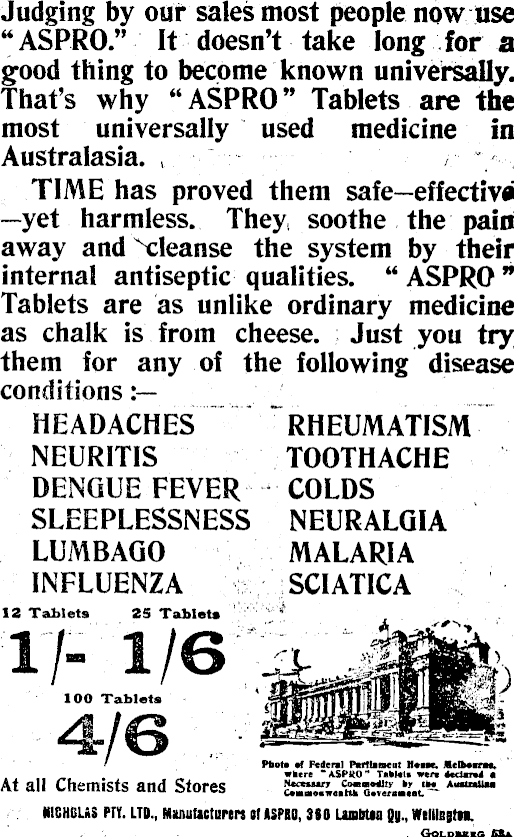 Judging by our sales most people now use
“ASPRO.” It doesn’t take long for a
good thing to become known universally.
That’s why “ASPRO” Tablets are the
most universally used medicine in
Australasia.
TIME has proved them safe—effective
—yet harmless. They soothe the pain
away and cleanse the system by their
internal antiseptic qualities. “ASPRO”
Tablets are as unlike ordinary medicine
as chalk is from cheese. Just you try
them for any of the following disease
conditions :—
HEADACHES RHEUMATISM
NEURITIS TOOTHACHE
DENGUE FEVER COLDS
SLEEPLESSNESS NEURALGIA
LUMBAGO MALARIA
INFLUENZA SCIATICA
12 Tablets 25 Tablets
1/- 1/6
100 Tablets
4/6
At all Chemists and Stores
Photo of Federal Parliament House, Melbourne,
where “ASPRO” Tablets were declared a
Necessary Commodity by the Australian
Commonwealth Government.
NICHOLAS PTY. LTD., Manufacturers of ASPRO, 360 Lambton Qu., Wellington.
GOLDBERG 58A